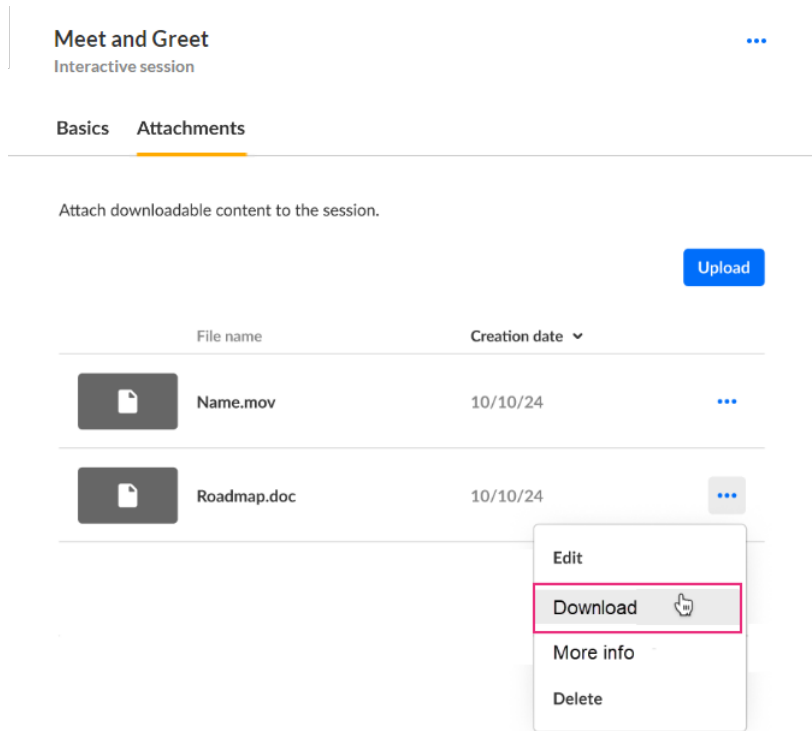 Meet and Greet
Interactive session
Basics Attachments
Attach downloadable content to the session.
Upload
File name Creation date
Name.mov 10/10/24
Roadmap.doc 10/10/24
Edit
Download
More info
Delete